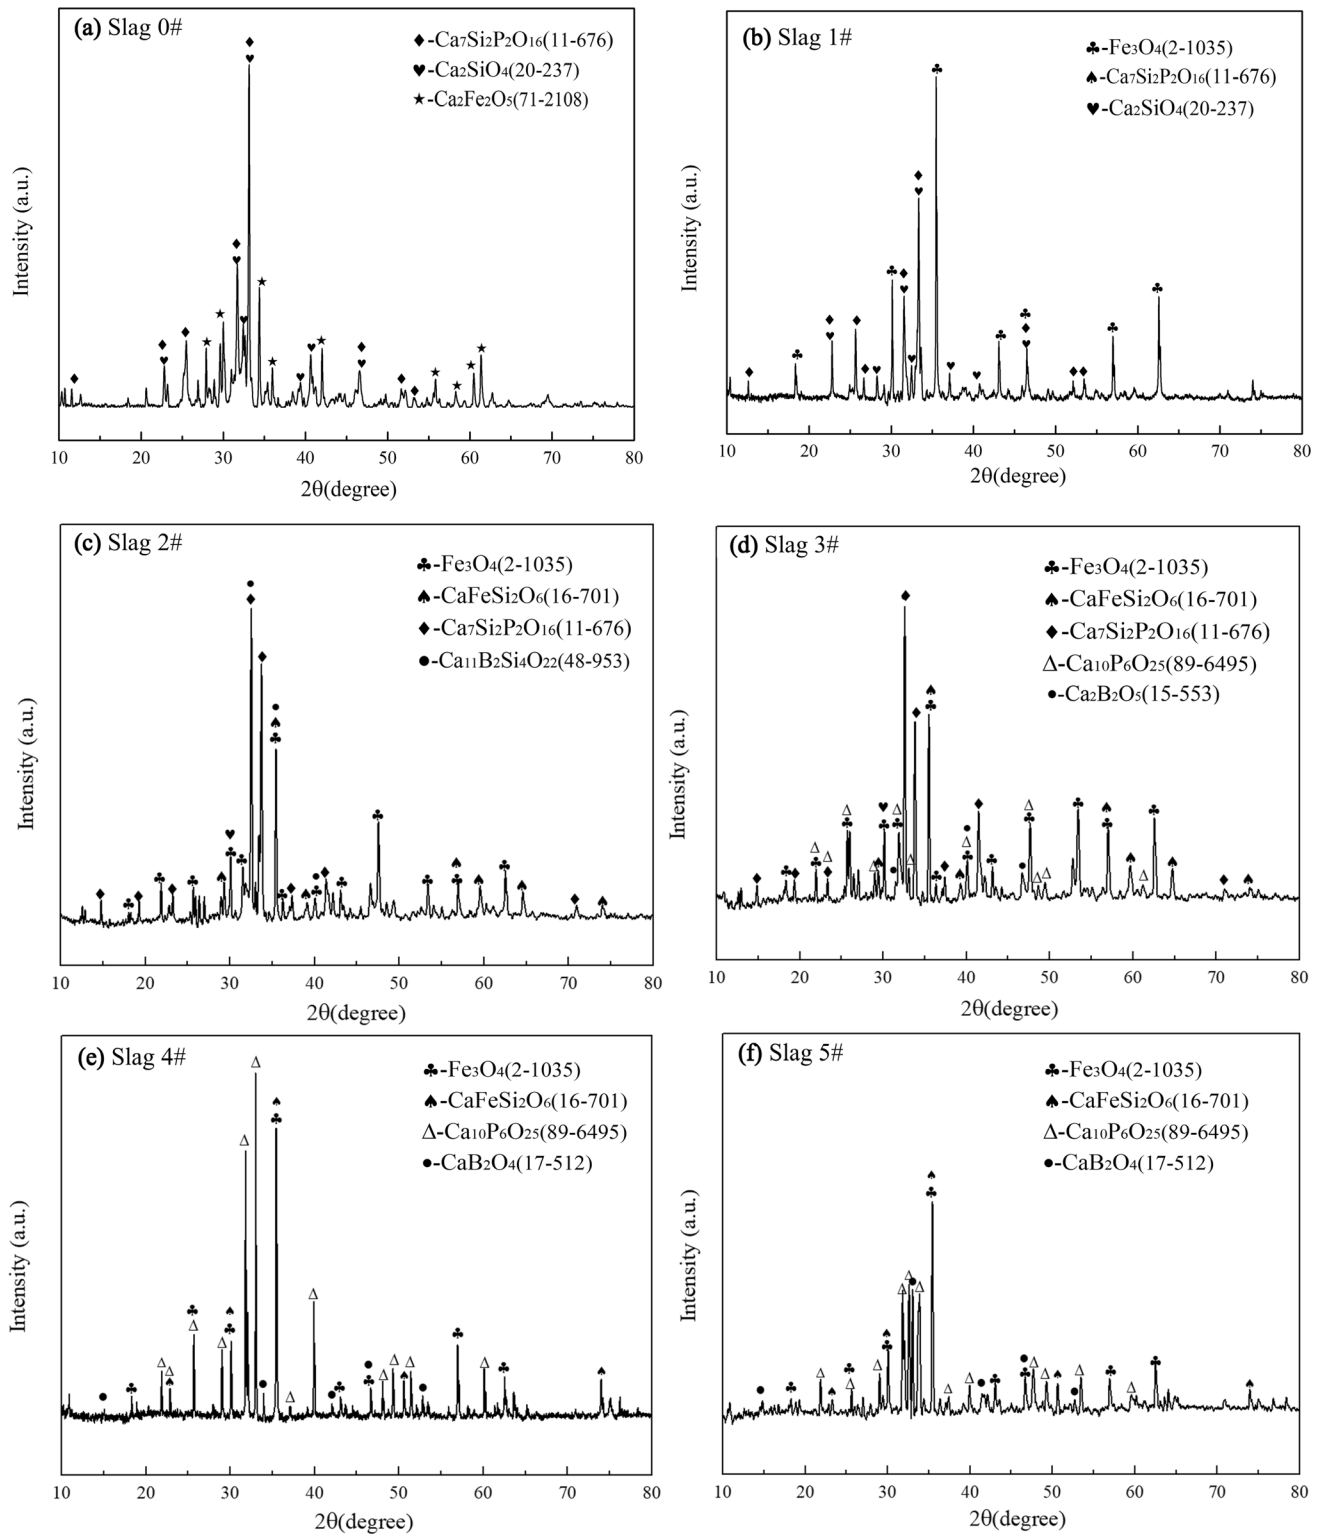 (a) Slag 0#
♦-Ca₇Si₂P₂O₁₆(11-676)
♥-Ca₂SiO₄(20-237)
★-Ca₂Fe₂O₅(71-2108)
Intensity (a.u.)
10 20 30 40 50 60 70 80
2θ(degree)
(b) Slag 1#
♣-Fe₃O₄(2-1035)
♠-Ca₇Si₂P₂O₁₆(11-676)
♥-Ca₂SiO₄(20-237)
Intensity (a.u.)
10 20 30 40 50 60 70 80
2θ(degree)
(c) Slag 2#
♣-Fe₃O₄(2-1035)
♠-CaFeSi₂O₆(16-701)
♦-Ca₇Si₂P₂O₁₆(11-676)
●-Ca₁₁B₂Si₄O₂₂(48-953)
Intensity (a.u.)
10 20 30 40 50 60 70 80
2θ(degree)
(d) Slag 3#
♣-Fe₃O₄(2-1035)
♠-CaFeSi₂O₆(16-701)
♦-Ca₇Si₂P₂O₁₆(11-676)
△-Ca₁₀P₆O₂₅(89-6495)
●-Ca₂B₂O₅(15-553)
Intensity (a.u.)
10 20 30 40 50 60 70 80
2θ(degree)
(e) Slag 4#
♣-Fe₃O₄(2-1035)
♠-CaFeSi₂O₆(16-701)
△-Ca₁₀P₆O₂₅(89-6495)
●-CaB₂O₄(17-512)
Intensity (a.u.)
10 20 30 40 50 60 70 80
2θ(degree)
(f) Slag 5#
♣-Fe₃O₄(2-1035)
♠-CaFeSi₂O₆(16-701)
△-Ca₁₀P₆O₂₅(89-6495)
●-CaB₂O₄(17-512)
Intensity (a.u.)
10 20 30 40 50 60 70 80
2θ(degree)